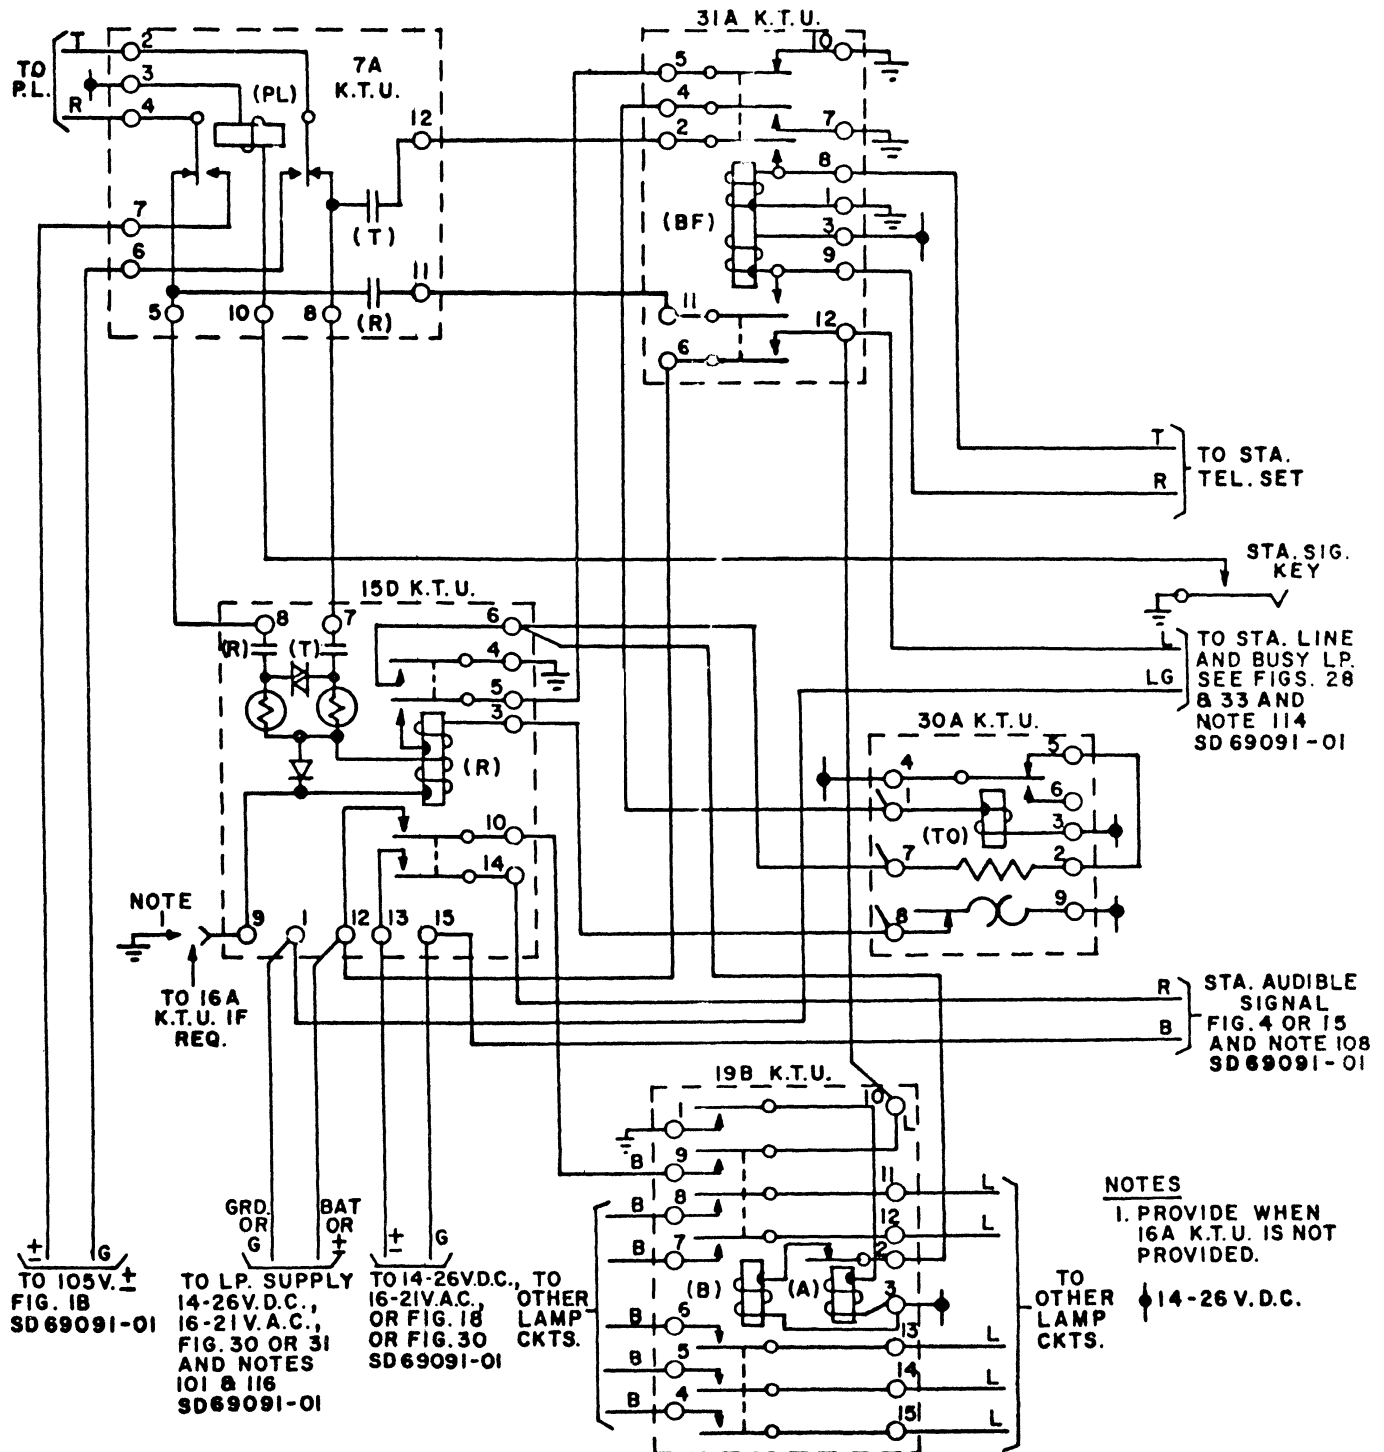 31A K.T.U.
7A
K.T.U.
TO
P.L.
T
R
2
3
4
(PL)
12
7
6
(T)
11
(R)
5
10
8
5
4
2
10
7
8
1
3
9
(BF)
11
6
12
T
R
TO STA.
TEL. SET
STA. SIG.
KEY
L
LG
TO STA. LINE
AND BUSY LP.
SEE FIGS. 28
& 33 AND
NOTE 114
SD 69091-01
15D K.T.U.
8
7
(R)
(T)
6
4
5
3
(R)
10
14
9
1
12
13
15
NOTE
1
TO 16A
K.T.U. IF
REQ.
30A K.T.U.
4
1
5
6
3
(TO)
7
2
8
9
R
B
STA. AUDIBLE
SIGNAL
FIG. 4 OR 15
AND NOTE 108
SD 69091-01
19B K.T.U.
1
10
L
B
9
B
8
11
L
B
7
12
L
2
(B)
(A)
3
B
6
13
L
B
5
14
L
B
4
15
L
TO
OTHER
LAMP
CKTS.
TO
OTHER
LAMP
CKTS.
±
G
TO 105V. ±
FIG. 18
SD 69091-01
GRD.
OR
G
BAT
OR
±
TO LP. SUPPLY
14-26V.D.C.,
16-21V.A.C.,
FIG. 30 OR 31
AND NOTES
101 & 116
SD69091-01
±
G
TO 14-26V.D.C.,
16-21V.A.C.,
OR FIG. 18
OR FIG. 30
SD 69091-01
NOTES
1. PROVIDE WHEN
16A K.T.U. IS NOT
PROVIDED.
14-26 V.D.C.